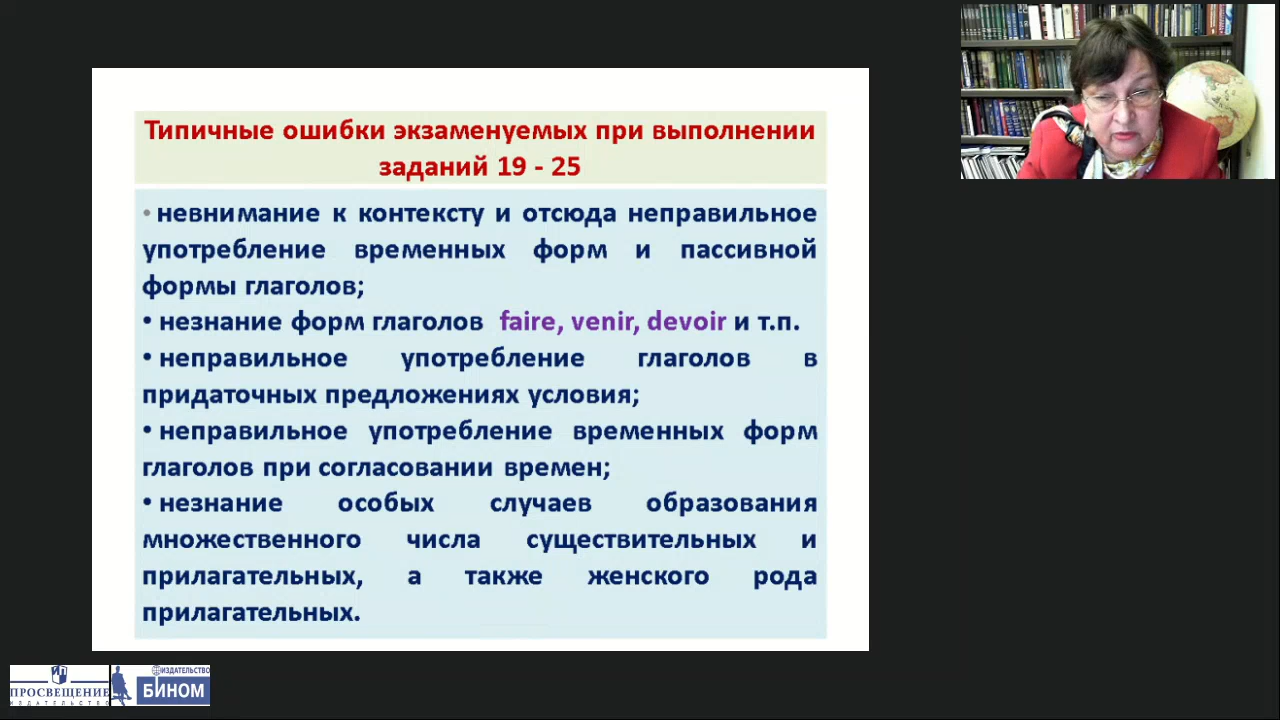 Типичные ошибки экзаменуемых при выполнении
заданий 19 - 25
• невнимание к контексту и отсюда неправильное
употребление временных форм и пассивной
формы глаголов;
• незнание форм глаголов faire, venir, devoir и т.п.
• неправильное употребление глаголов в
придаточных предложениях условия;
• неправильное употребление временных форм
глаголов при согласовании времен;
• незнание особых случаев образования
множественного числа существительных и
прилагательных, а также женского рода
прилагательных.
ПРОСВЕЩЕНИЕ
ИЗДАТЕЛЬСТВО
ИЗДАТЕЛЬСТВО
БИНОМ